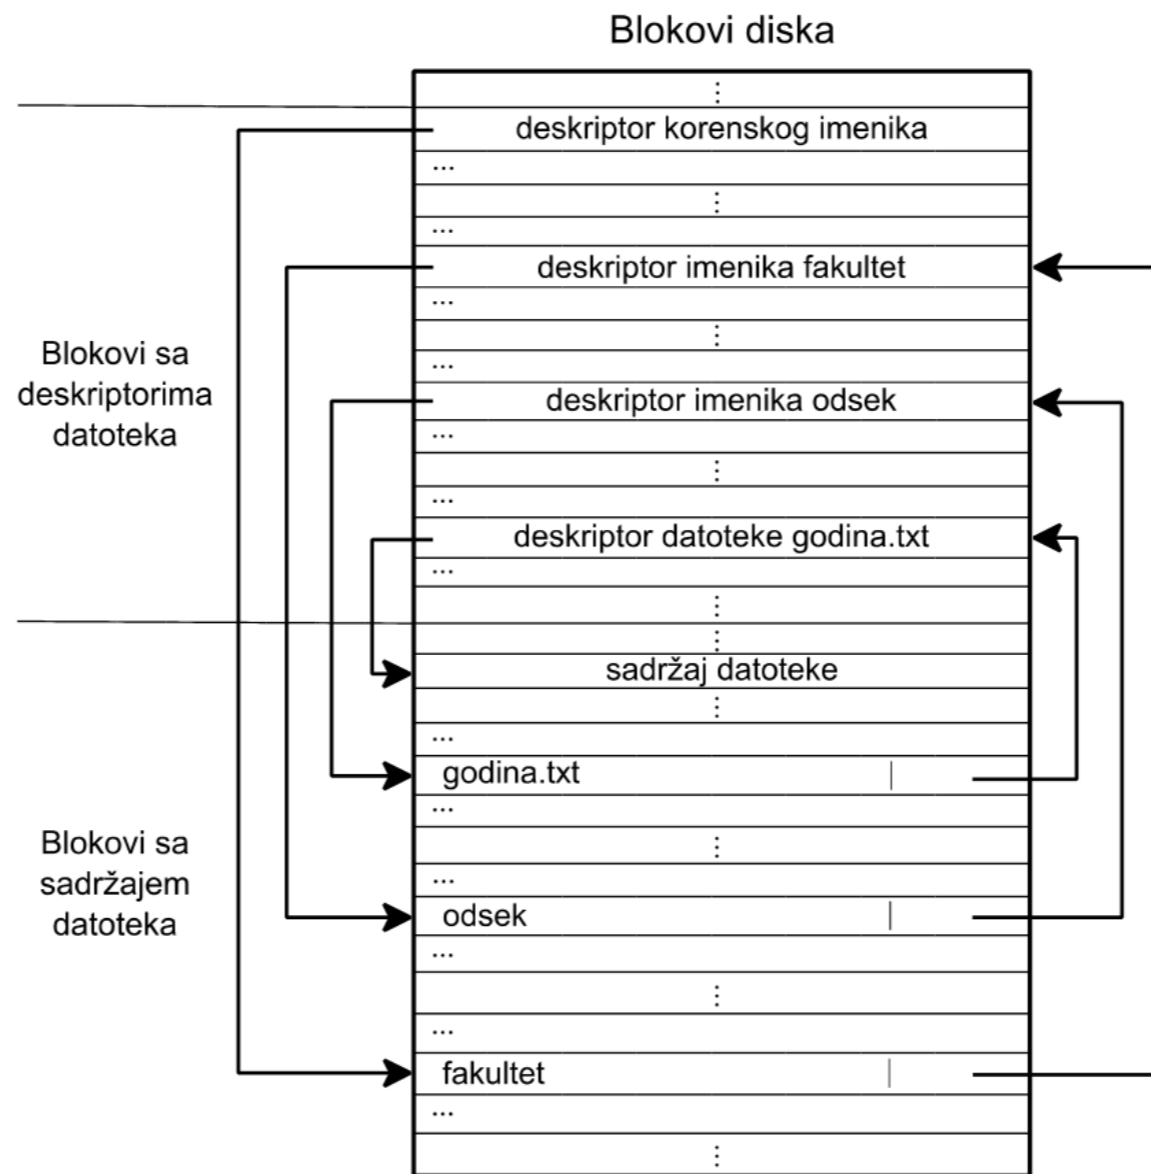 Blokovi diska
⋮
deskriptor korenskog imenika
...
⋮
...
deskriptor imenika fakultet
...
⋮
...
Blokovi sa
deskriptorima
datoteka
deskriptor imenika odsek
...
⋮
...
deskriptor datoteke godina.txt
...
⋮
⋮
sadržaj datoteke
⋮
...
godina.txt |
...
⋮
...
Blokovi sa
sadržajem
datoteka
odsek |
...
⋮
...
fakultet |
...
⋮